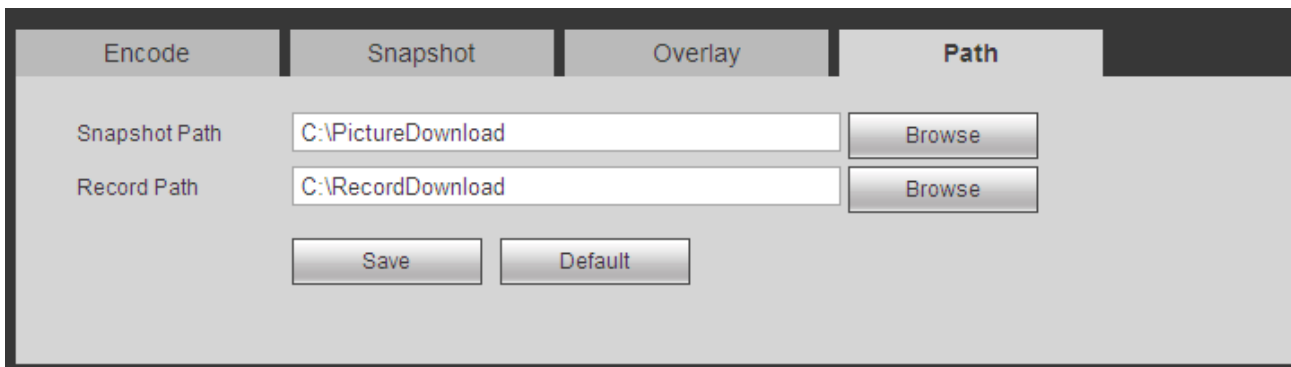 Encode Snapshot Overlay Path
Snapshot Path C:\PictureDownload Browse
Record Path C:\RecordDownload Browse
Save Default